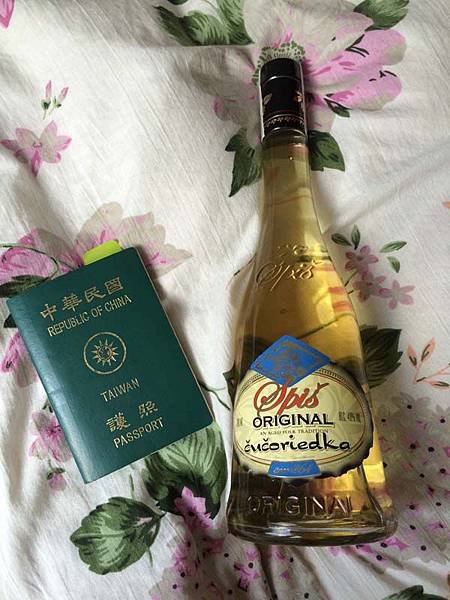 中華民國
REPUBLIC OF CHINA
TAIWAN
護照
PASSPORT
Spiš
Spiš
ORIGINAL
AN AGED FOLK TRADITION
čučoriedka
ORIGINAL